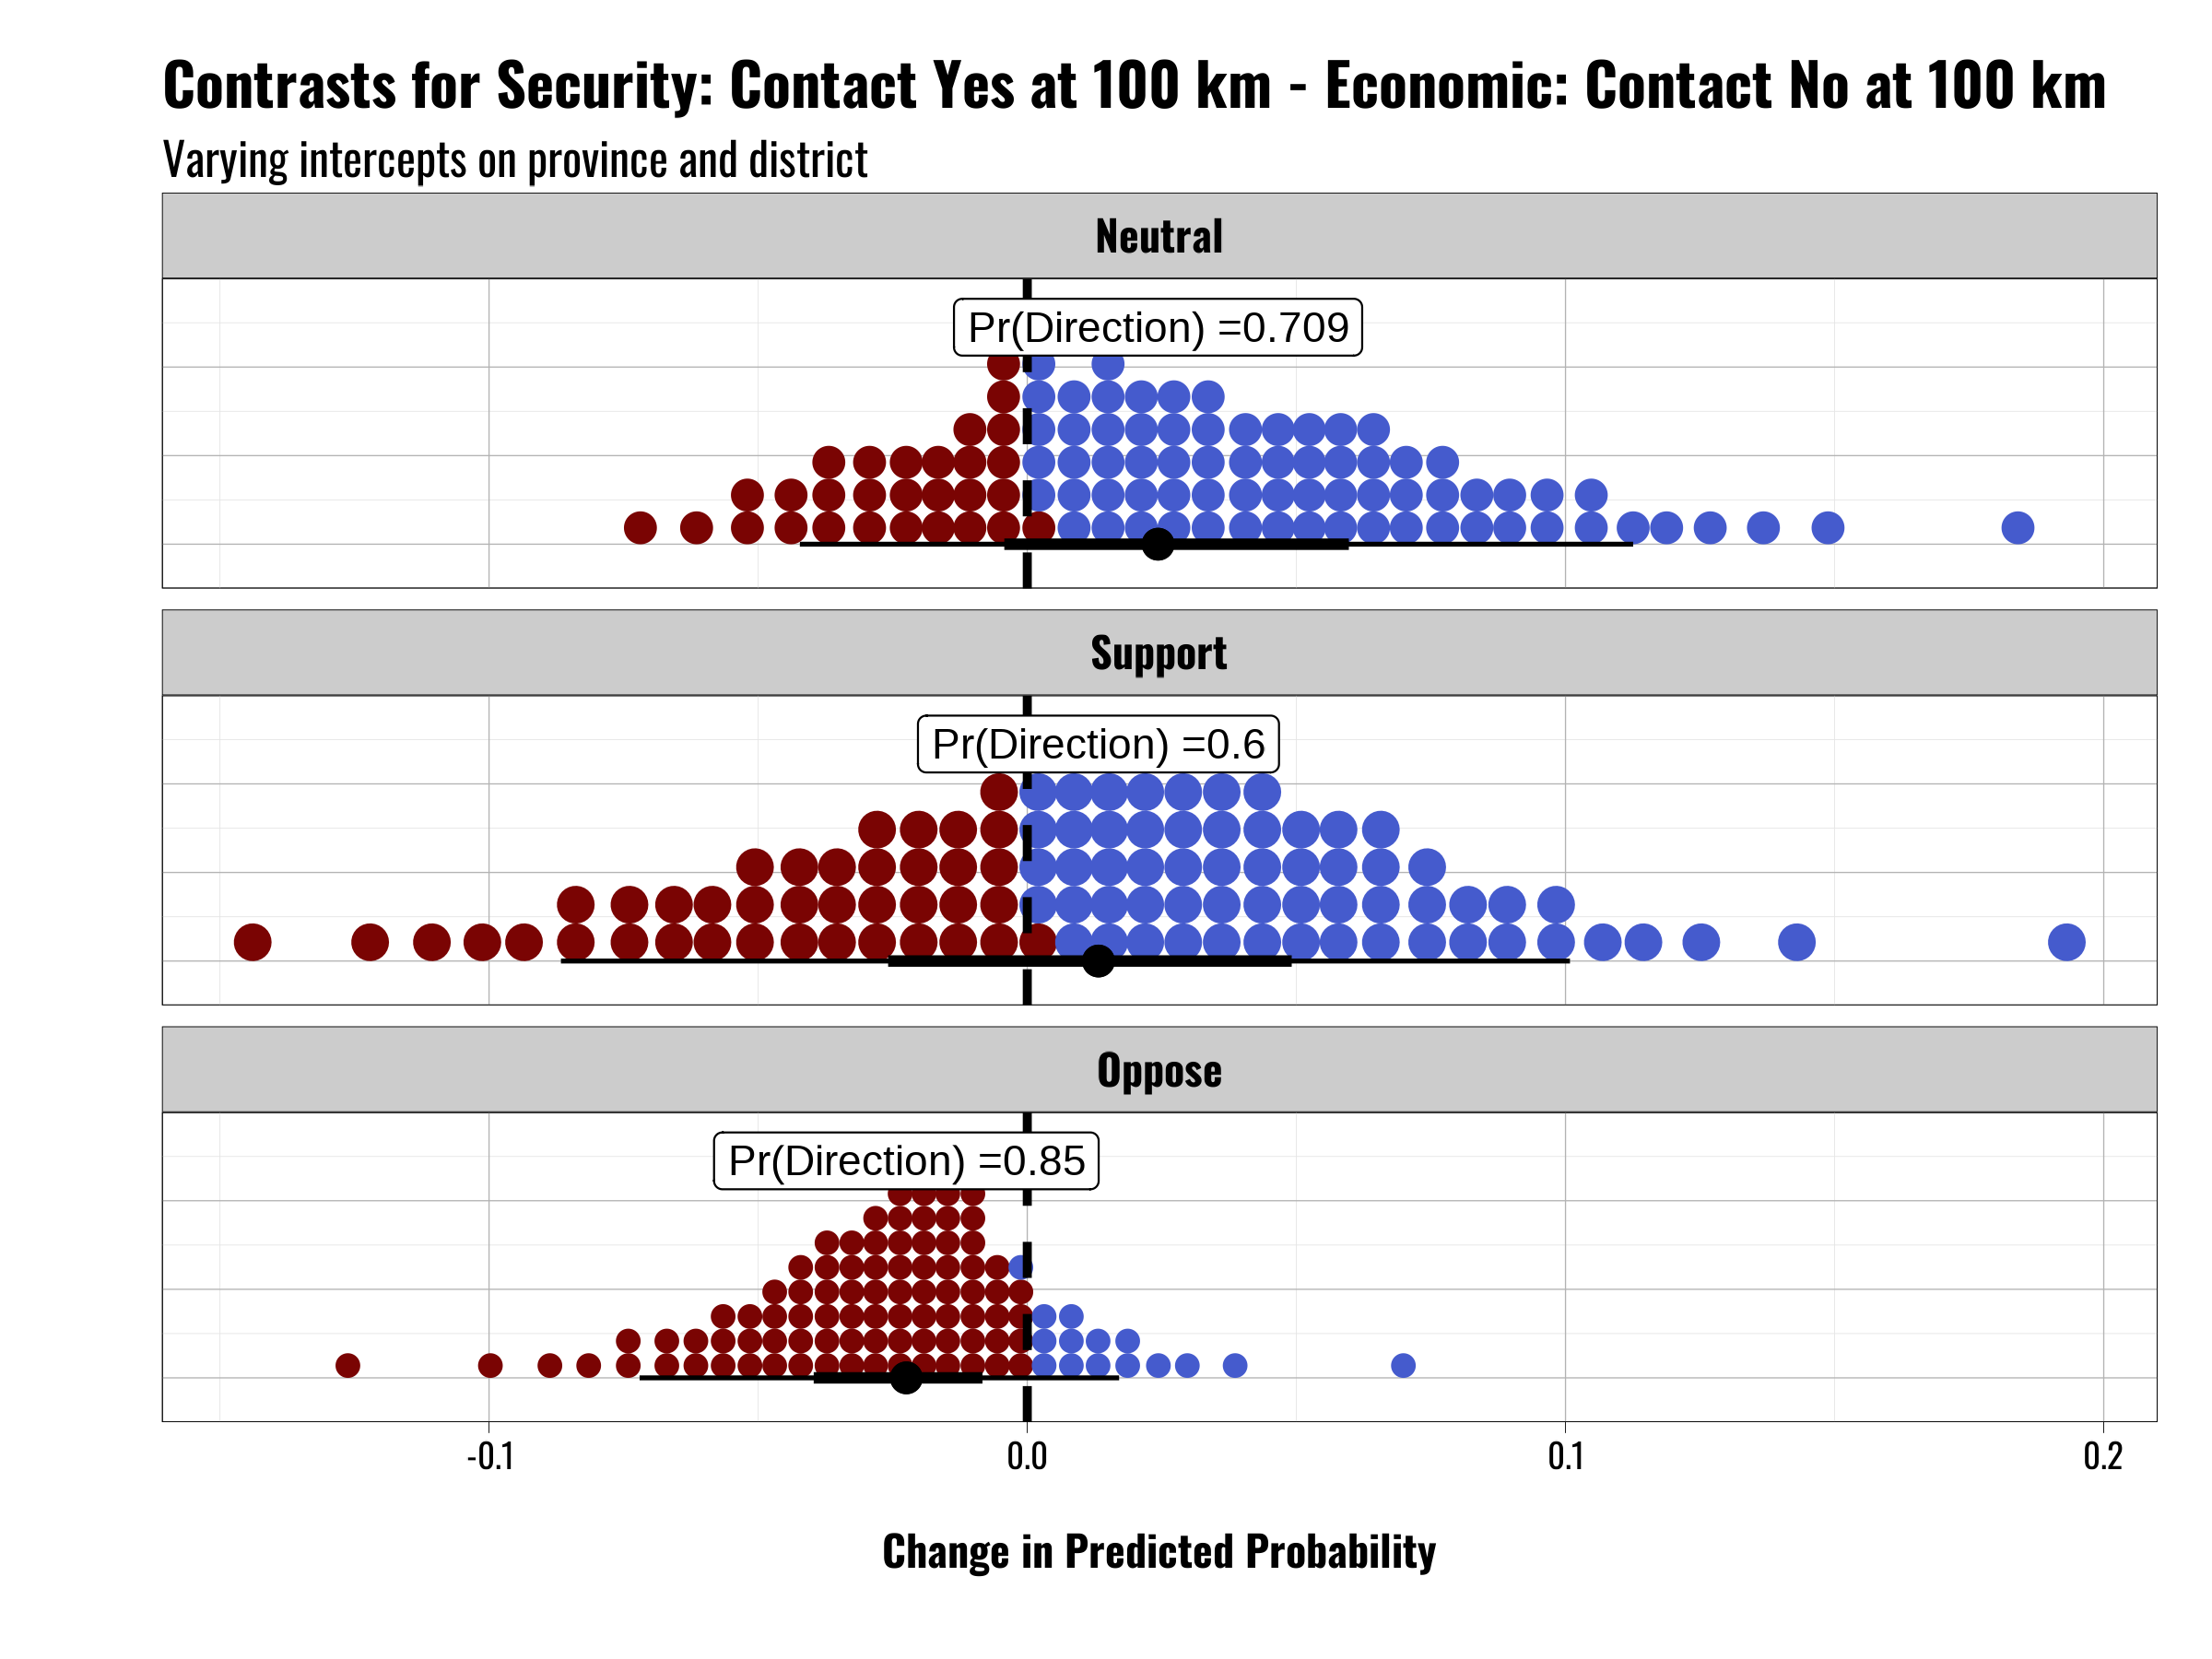 Contrasts for Security: Contact Yes at 100 km - Economic: Contact No at 100 km
Varying intercepts on province and district
Neutral
Pr(Direction) =0.709
Support
Pr(Direction) =0.6
Oppose
Pr(Direction) =0.85
-0.1 0.0 0.1 0.2
Change in Predicted Probability